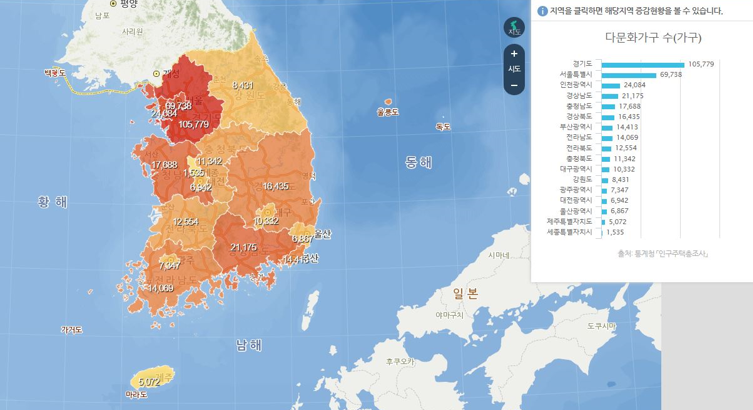 평양
남포
사리원
백령도
개성
8,431
69,738
24,084
105,779
17,688
11,342
1,535
6,942
16,435
12,554
10,332
21,175
6,867
울산
14,413
7,347
14,069
5,072
제주
마라도
가거도
울릉도
독도
동 해
황 해
남 해
일 본
시마네
야마구치
후쿠오카
도쿠시마
지도
+
시도
−
지역을 클릭하면 해당지역 증감현황을 볼 수 있습니다.
다문화가구 수(가구)
경기도 105,779
서울특별시 69,738
인천광역시 24,084
경상남도 21,175
충청남도 17,688
경상북도 16,435
부산광역시 14,413
전라남도 14,069
전라북도 12,554
충청북도 11,342
대구광역시 10,332
강원도 8,431
광주광역시 7,347
대전광역시 6,942
울산광역시 6,867
제주특별자치도 5,072
세종특별자치시 1,535
출처: 통계청 「인구주택총조사」